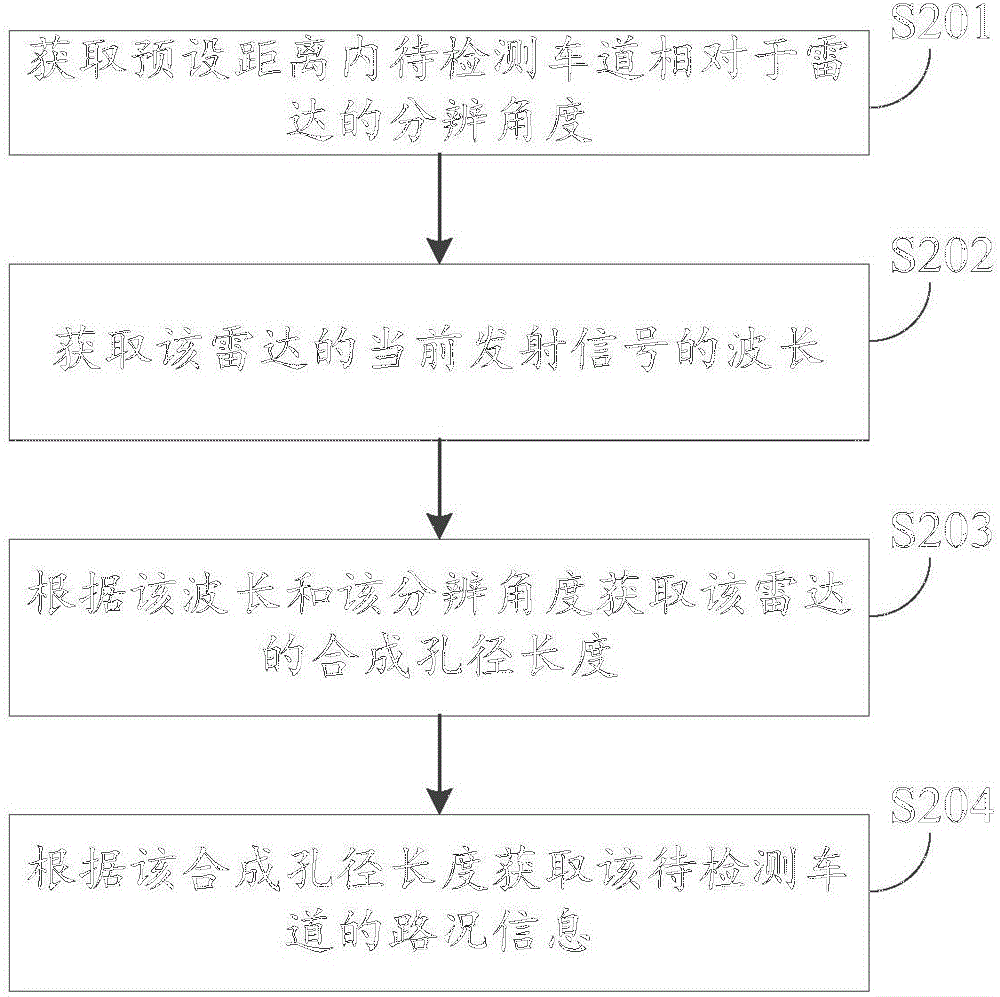 S201
获取预设距离内待检测车道相对于雷
达的分辨角度
S202
获取该雷达的当前发射信号的波长
S203
根据该波长和该分辨角度获取该雷达
的合成孔径长度
S204
根据该合成孔径长度获取该待检测车
道的路况信息